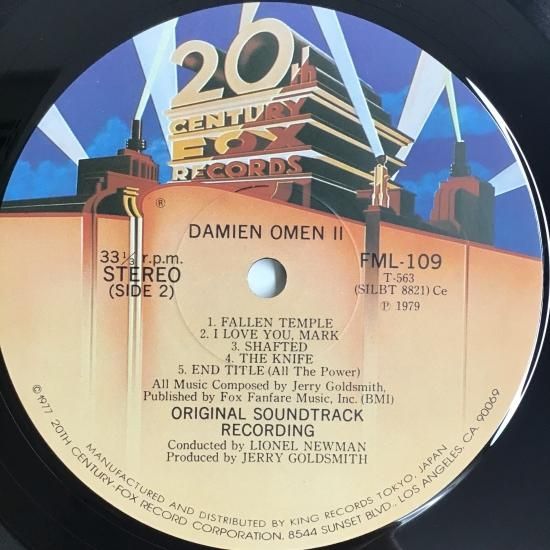 20th
CENTURY
FOX
RECORDS
®
DAMIEN OMEN II
33⅓ r.p.m.
STEREO
(SIDE 2)
FML-109
T-563
(SILBT 8821) Ce
Ⓟ 1979
1. FALLEN TEMPLE
2. I LOVE YOU, MARK
3. SHAFTED
4. THE KNIFE
5. END TITLE (All The Power)
All Music Composed by Jerry Goldsmith,
Published by Fox Fanfare Music, Inc. (BMI)
ORIGINAL SOUNDTRACK
RECORDING
Conducted by LIONEL NEWMAN
Produced by JERRY GOLDSMITH
MANUFACTURED AND DISTRIBUTED BY KING RECORDS TOKYO, JAPAN
©1977 20TH CENTURY-FOX RECORD CORPORATION, 8544 SUNSET BLVD., LOS ANGELES, CA. 90069